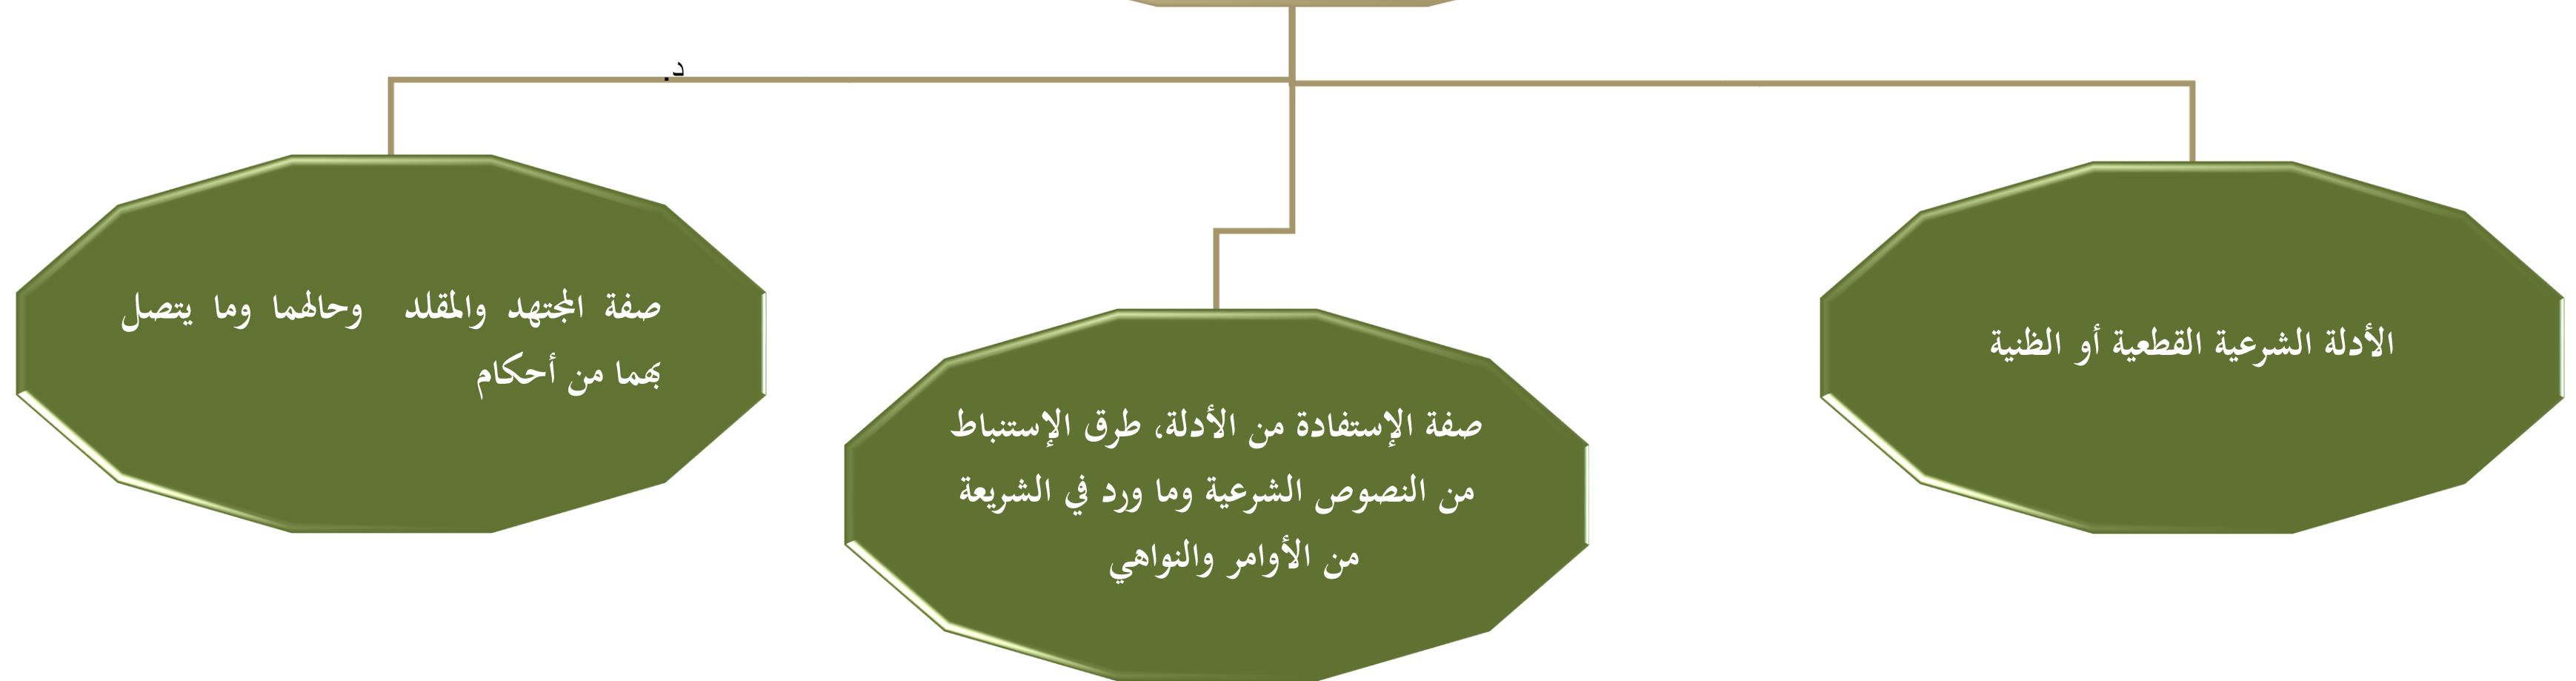 د.
الأدلة الشرعية القطعية أو الظنية
صفة الإستفادة من الأدلة، طرق الإستنباط
من النصوص الشرعية وما ورد في الشريعة
من الأوامر والنواهي
صفة المجتهد والمقلد وحالهما وما يتصل
بهما من أحكام